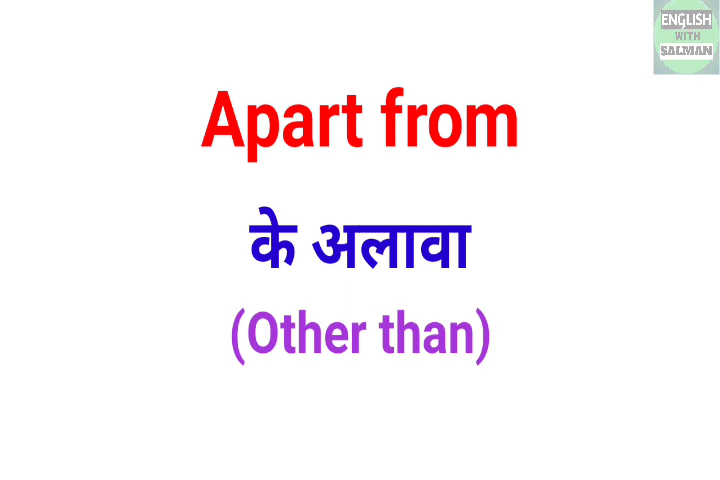 ENGLISH
WITH
SALMAN
Apart from
के अलावा
(Other than)